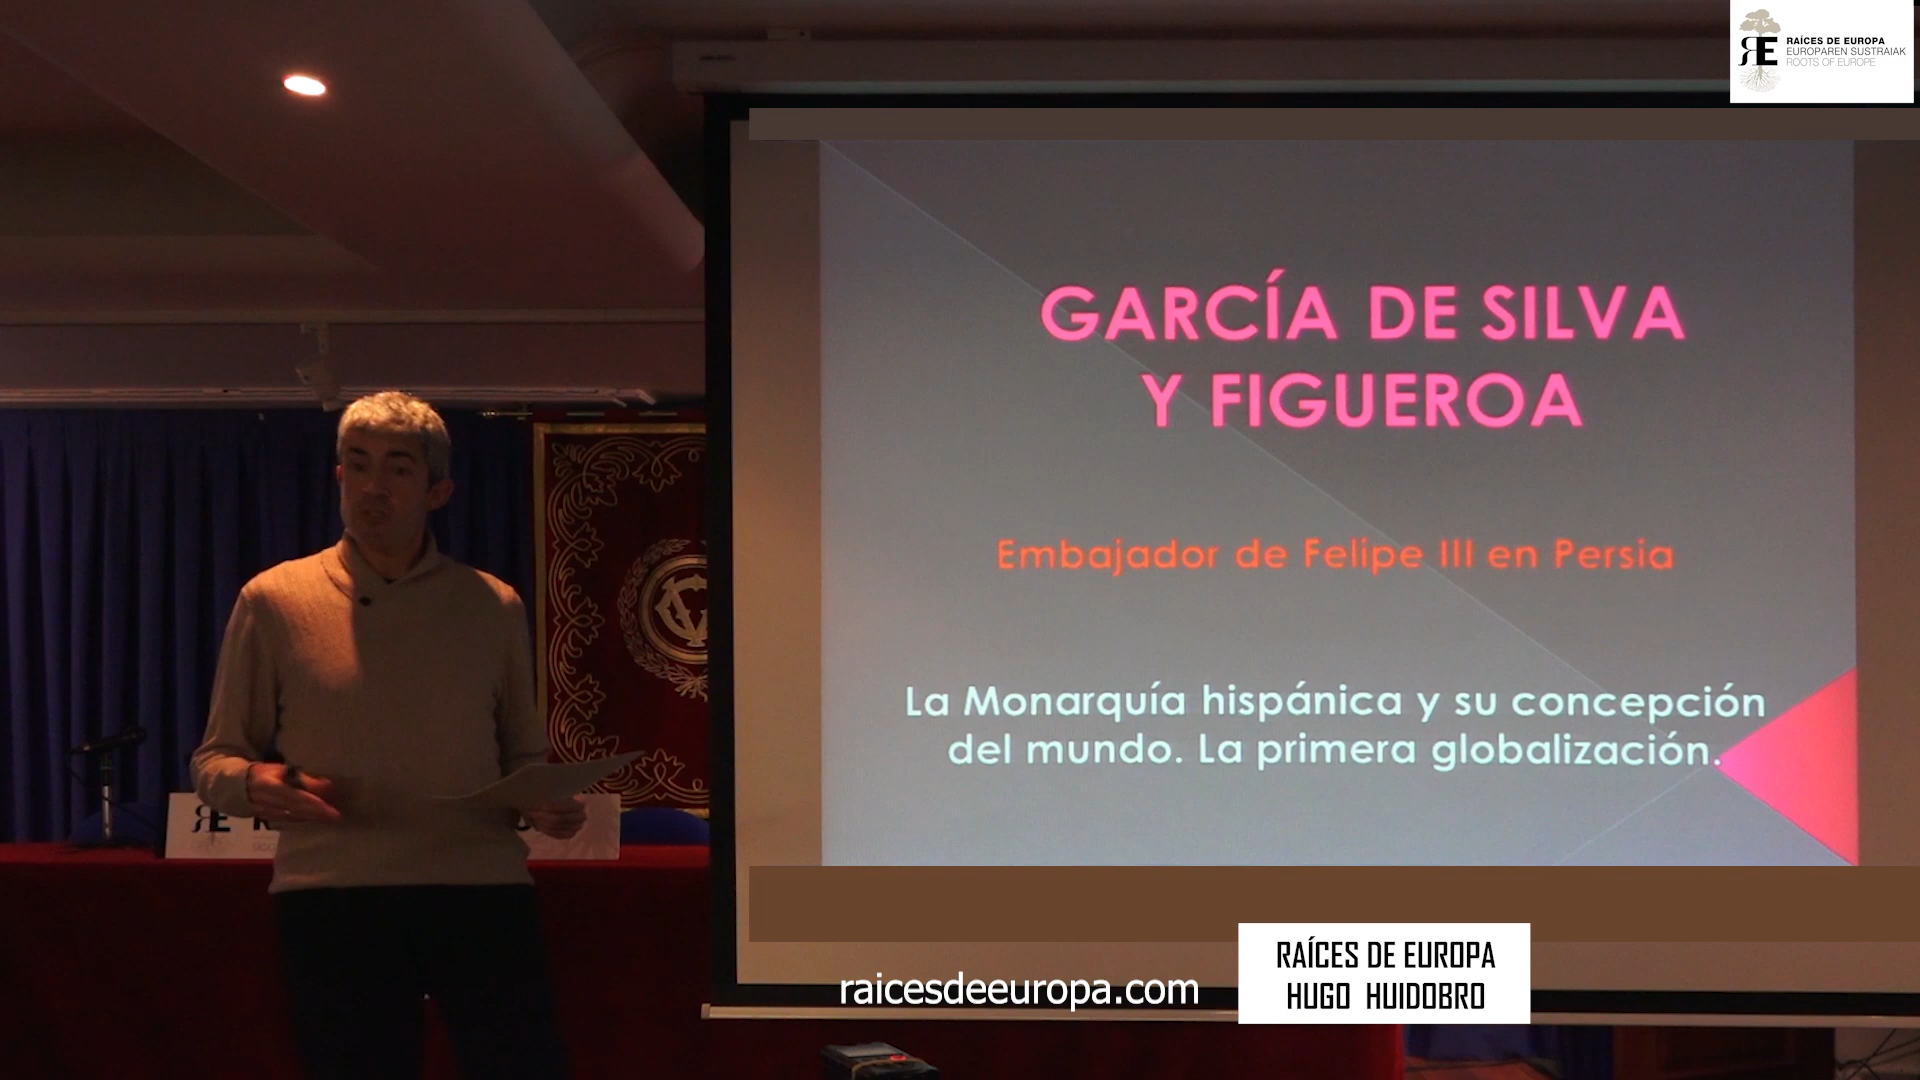 RAÍCES DE EUROPA
EUROPAREN SUSTRAIAK
ROOTS OF EUROPE
GARCÍA DE SILVA
Y FIGUEROA
Embajador de Felipe III en Persia
La Monarquía hispánica y su concepción
del mundo. La primera globalización.
raicesdeeuropa.com
RAÍCES DE EUROPA
HUGO HUIDOBRO